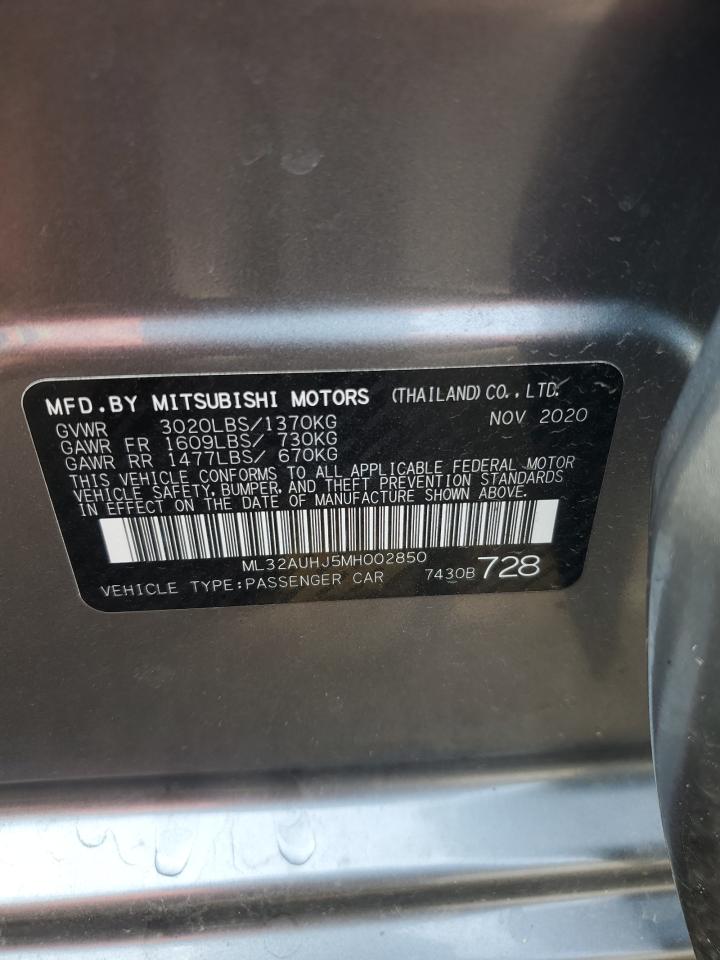 MFD.BY MITSUBISHI MOTORS (THAILAND) CO., LTD.
GVWR 3020LBS/1370KG NOV 2020
GAWR FR 1609LBS/ 730KG
GAWR RR 1477LBS/ 670KG
THIS VEHICLE CONFORMS TO ALL APPLICABLE FEDERAL MOTOR
VEHICLE SAFETY, BUMPER, AND THEFT PREVENTION STANDARDS
IN EFFECT ON THE DATE OF MANUFACTURE SHOWN ABOVE.
ML32AUHJ5MH002850
VEHICLE TYPE:PASSENGER CAR 7430B 728